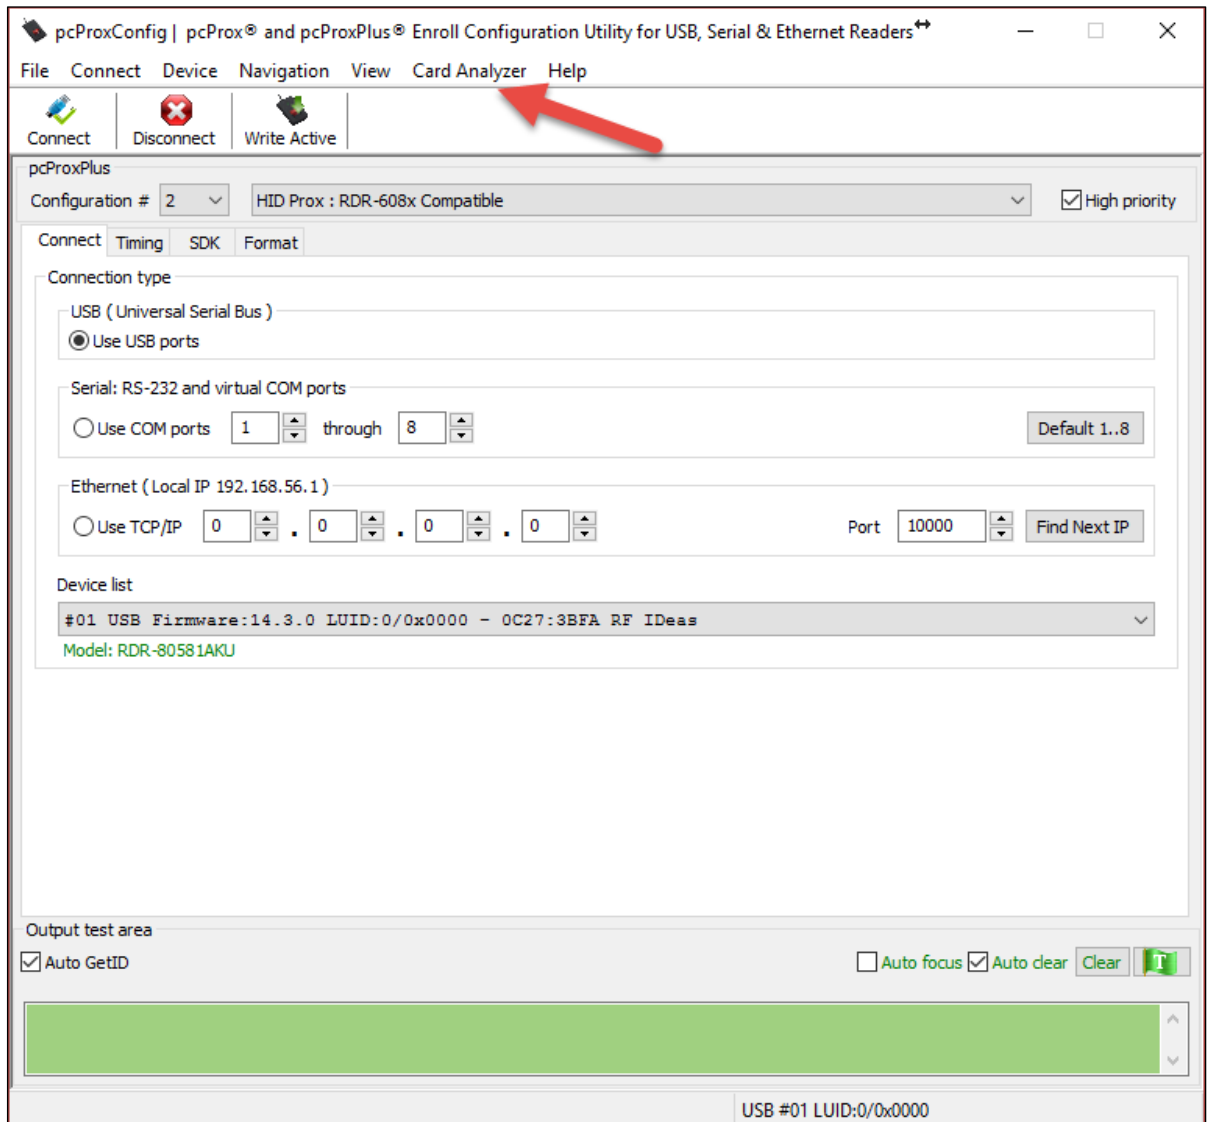 pcProxConfig | pcProx® and pcProxPlus® Enroll Configuration Utility for USB, Serial & Ethernet Readers
File Connect Device Navigation View Card Analyzer Help
Connect Disconnect Write Active
pcProxPlus
Configuration # 2 HID Prox : RDR-608x Compatible High priority
Connect Timing SDK Format
Connection type
USB ( Universal Serial Bus )
Use USB ports
Serial: RS-232 and virtual COM ports
Use COM ports 1 through 8 Default 1..8
Ethernet ( Local IP 192.168.56.1 )
Use TCP/IP 0 . 0 . 0 . 0 Port 10000 Find Next IP
Device list
#01 USB Firmware:14.3.0 LUID:0/0x0000 - 0C27:3BFA RF IDeas
Model: RDR-80581AKU
Output test area
Auto GetID Auto focus Auto clear Clear T
USB #01 LUID:0/0x0000